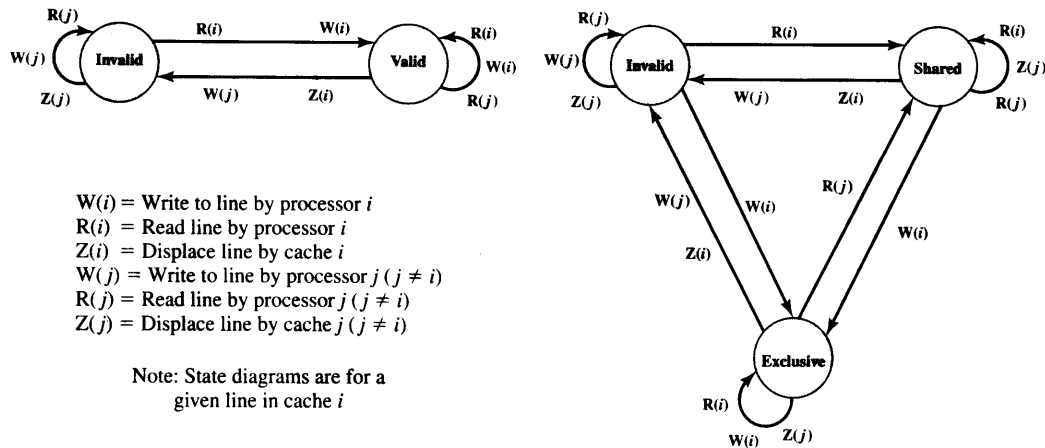 R(j)
W(j)
Z(j)
Invalid
R(i) W(i)
W(j) Z(i)
Valid
R(i)
W(i)
R(j)
W(i) = Write to line by processor i
R(i) = Read line by processor i
Z(i) = Displace line by cache i
W(j) = Write to line by processor j (j ≠ i)
R(j) = Read line by processor j (j ≠ i)
Z(j) = Displace line by cache j (j ≠ i)
Note: State diagrams are for a
given line in cache i
R(j)
W(j)
Z(j)
Invalid
R(i)
W(j) Z(i)
Shared
R(i)
Z(j)
R(j)
W(j)
Z(i)
W(i)
R(j)
W(i)
Exclusive
R(i)
W(i)
Z(j)